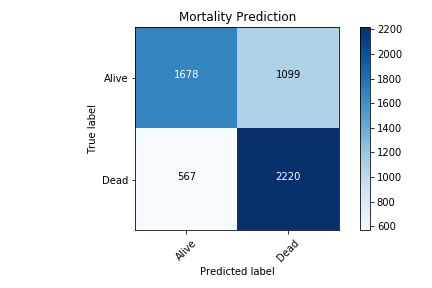 Mortality Prediction
2200
2000
1800
1600
1400
1200
1000
800
600
True label
Alive
1678
1099
Dead
567
2220
Alive
Dead
Predicted label